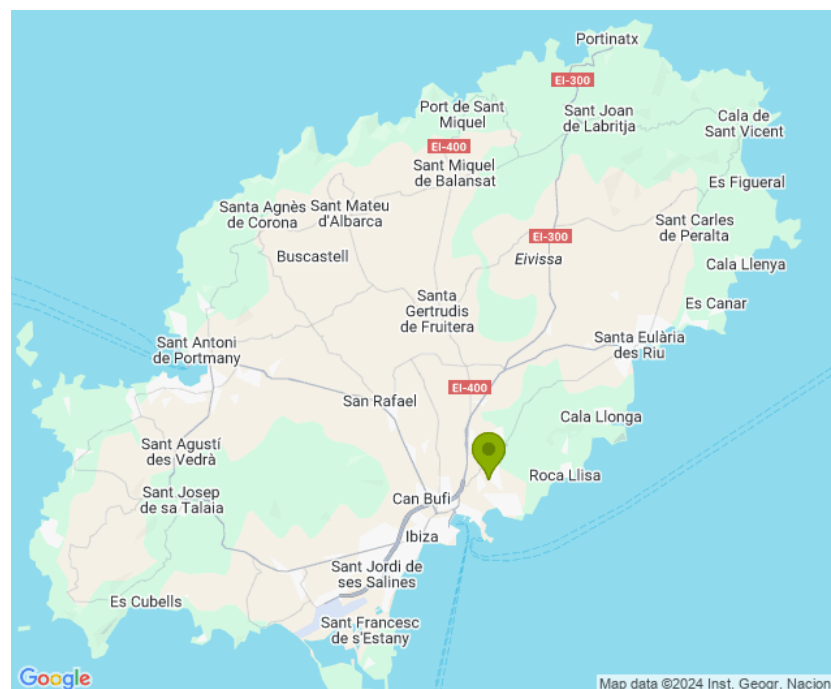 Portinatx
EI-300
Port de Sant
Miquel
Sant Joan
de Labritja
Cala de
Sant Vicent
EI-400
Sant Miquel
de Balansat
Es Figueral
Santa Agnès
de Corona
Sant Mateu
d'Albarca
Sant Carles
de Peralta
EI-300
Buscastell
Eivissa
Cala Llenya
Santa
Gertrudis
de Fruitera
Es Canar
Sant Antoni
de Portmany
Santa Eulària
des Riu
EI-400
San Rafael
Cala Llonga
Sant Agustí
des Vedrà
Roca Llisa
Sant Josep
de sa Talaia
Can Bufi
Ibiza
Sant Jordi de
ses Salines
Es Cubells
Sant Francesc
de s'Estany
Google
Map data ©2024 Inst. Geogr. Nacion